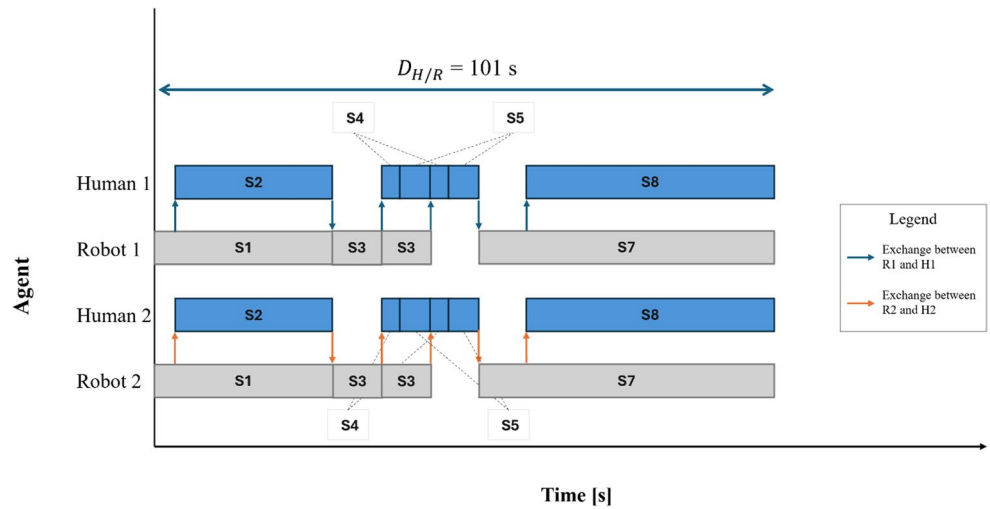 D_H/R = 101 s
S4
S5
Human 1
S2
S8
Robot 1
S1
S3
S3
S7
Human 2
S2
S8
Robot 2
S1
S3
S3
S7
S4
S5
Agent
Time [s]
Legend
Exchange between
R1 and H1
Exchange between
R2 and H2